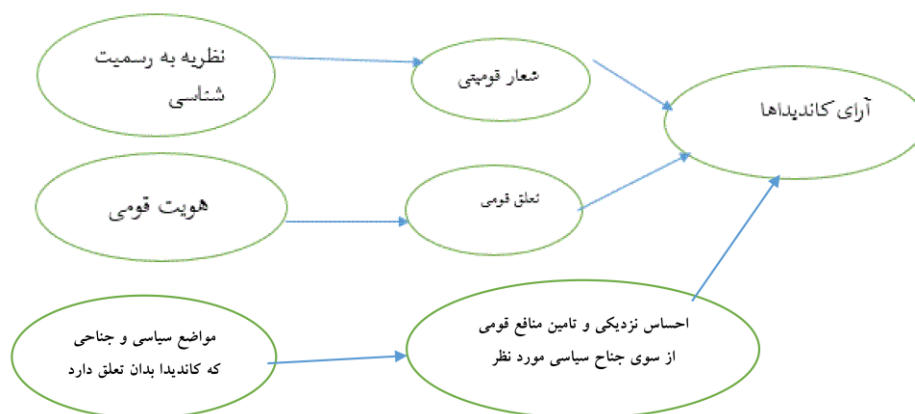 نظریه به رسمیت
شناسی
شعار قومیتی
آرای کاندیداها
هویت قومی
تعلق قومی
مواضع سیاسی و جناحی
که کاندیدا بدان تعلق دارد
احساس نزدیکی و تامین منافع قومی
از سوی جناح سیاسی مورد نظر